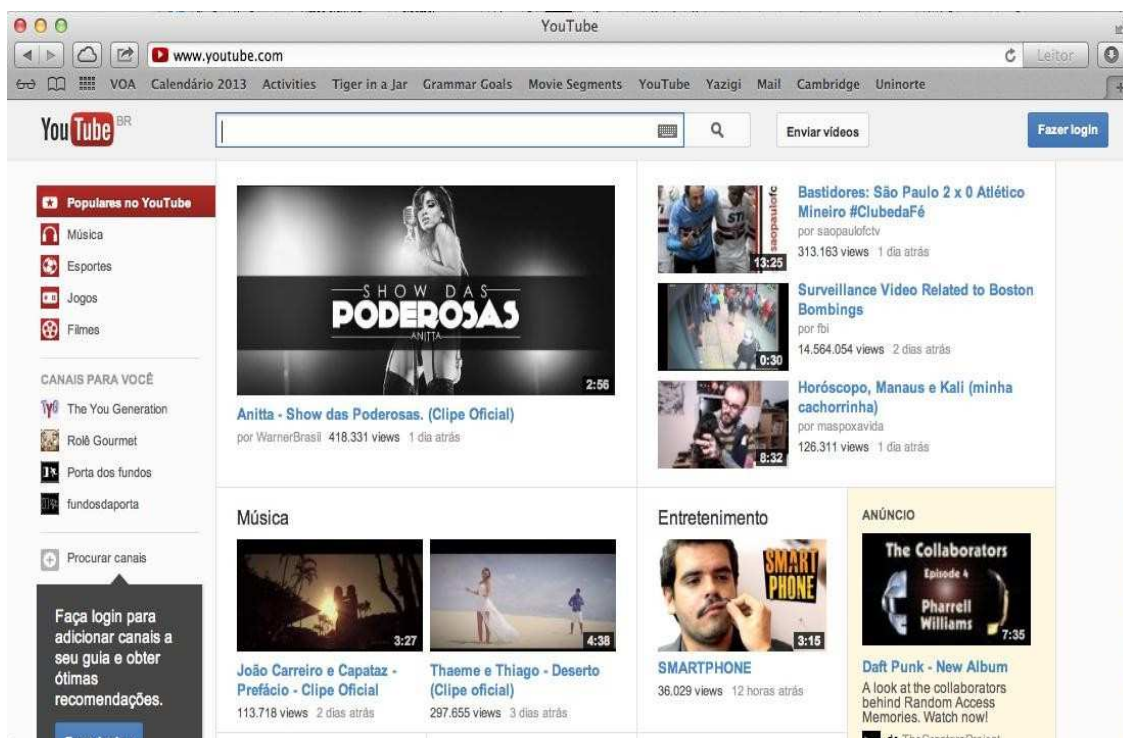 YouTube
www.youtube.com
Leitor
VOA Calendário 2013 Activities Tiger in a Jar Grammar Goals Movie Segments YouTube Yazigi Mail Cambridge Uninorte
YouTube BR
Enviar vídeos
Fazer login
Populares no YouTube
Música
Esportes
Jogos
Filmes
CANAIS PARA VOCÊ
The You Generation
Rolê Gourmet
Porta dos fundos
fundosdaporta
Procurar canais
Faça login para
adicionar canais a
seu guia e obter
ótimas
recomendações.
SHOW DAS
PODEROSAS
ANITTA
2:56
Anitta - Show das Poderosas. (Clipe Oficial)
por WarnerBrasil 418.331 views 1 dia atrás
saopaulofc
13:25
Bastidores: São Paulo 2 x 0 Atlético
Mineiro #ClubedaFé
por saopaulofctv
313.163 views 1 dia atrás
0:30
Surveillance Video Related to Boston
Bombings
por fbi
14.564.054 views 2 dias atrás
8:32
Horóscopo, Manaus e Kali (minha
cachorrinha)
por maspoxavida
126.311 views 1 dia atrás
Música
3:27
João Carreiro e Capataz -
Prefácio - Clipe Oficial
113.718 views 2 dias atrás
4:38
Thaeme e Thiago - Deserto
(Clipe oficial)
297.655 views 3 dias atrás
Entretenimento
SMART
PHONE
3:15
SMARTPHONE
36.029 views 12 horas atrás
ANÚNCIO
The Collaborators
Episode 4
Pharrell
Williams
7:35
Daft Punk - New Album
A look at the collaborators
behind Random Access
Memories. Watch now!